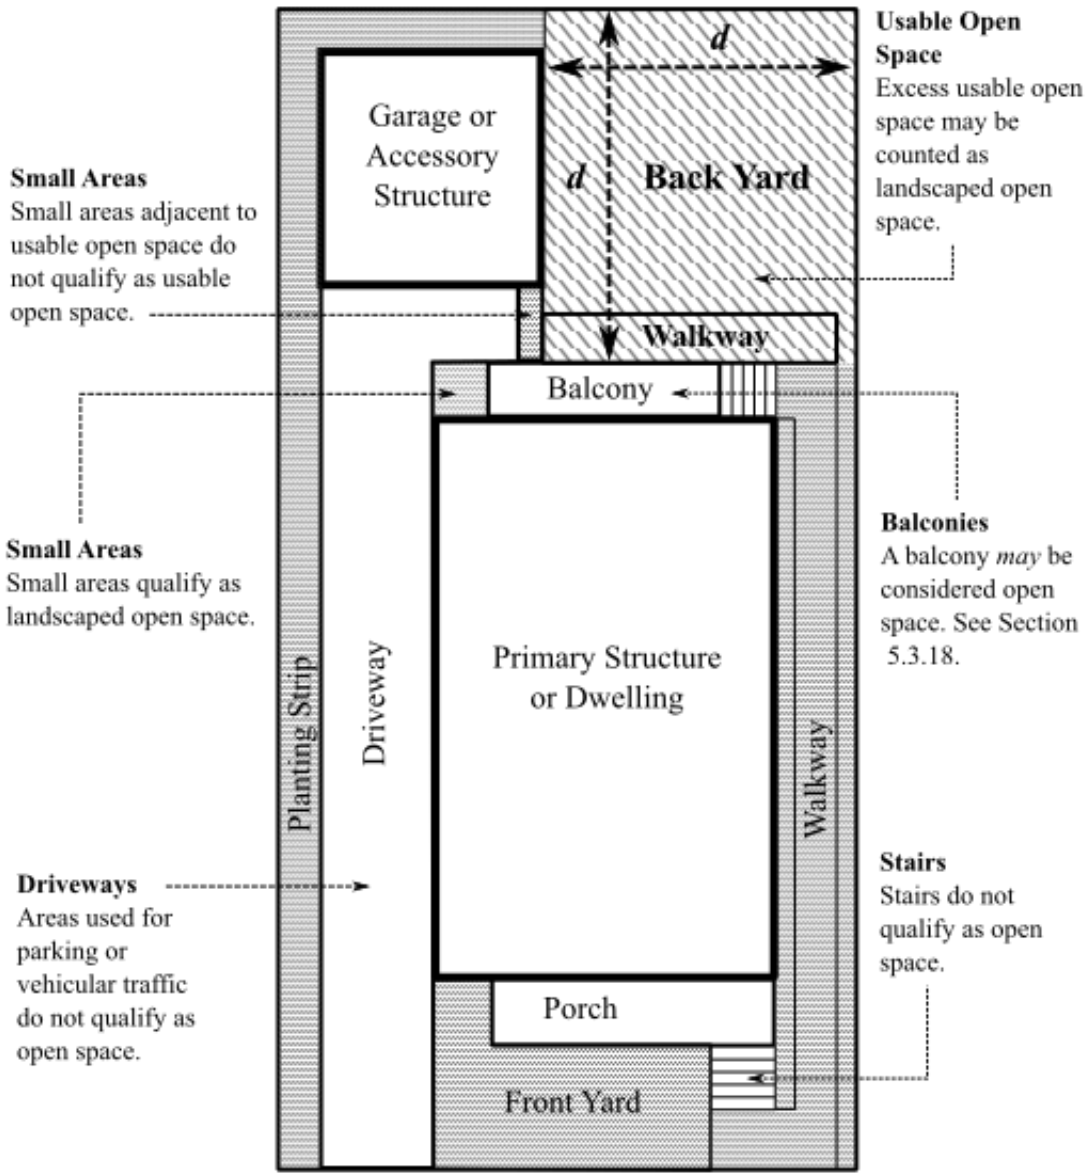 Usable Open
Space
Excess usable open
space may be
counted as
landscaped open
space.
d
d
Back Yard
Garage or
Accessory
Structure
Small Areas
Small areas adjacent to
usable open space do
not qualify as usable
open space.
Walkway
Balcony
Small Areas
Small areas qualify as
landscaped open space.
Balconies
A balcony may be
considered open
space. See Section
5.3.18.
Primary Structure
or Dwelling
Planting Strip
Driveway
Walkway
Driveways
Areas used for
parking or
vehicular traffic
do not qualify as
open space.
Stairs
Stairs do not
qualify as open
space.
Porch
Front Yard